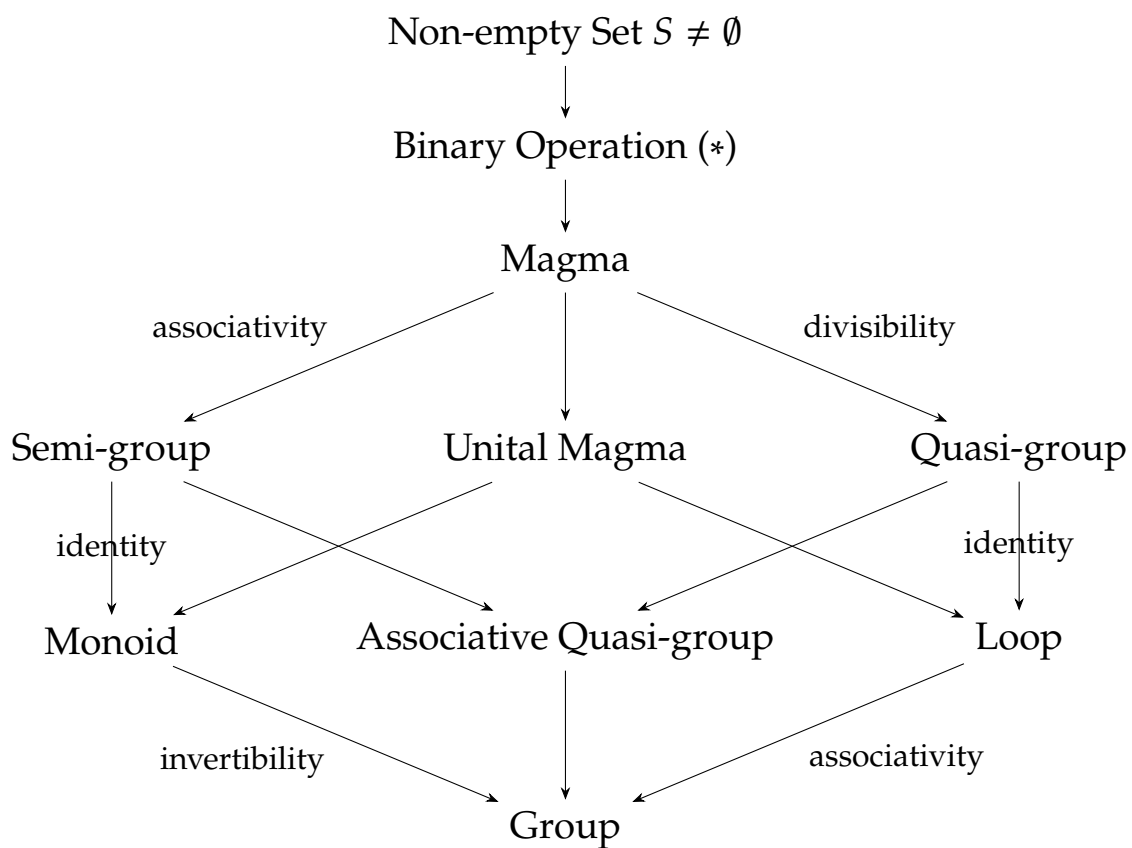 Non-empty Set S ≠ ∅
Binary Operation (*)
Magma
associativity
divisibility
Semi-group
Unital Magma
Quasi-group
identity
identity
Monoid
Associative Quasi-group
Loop
invertibility
associativity
Group